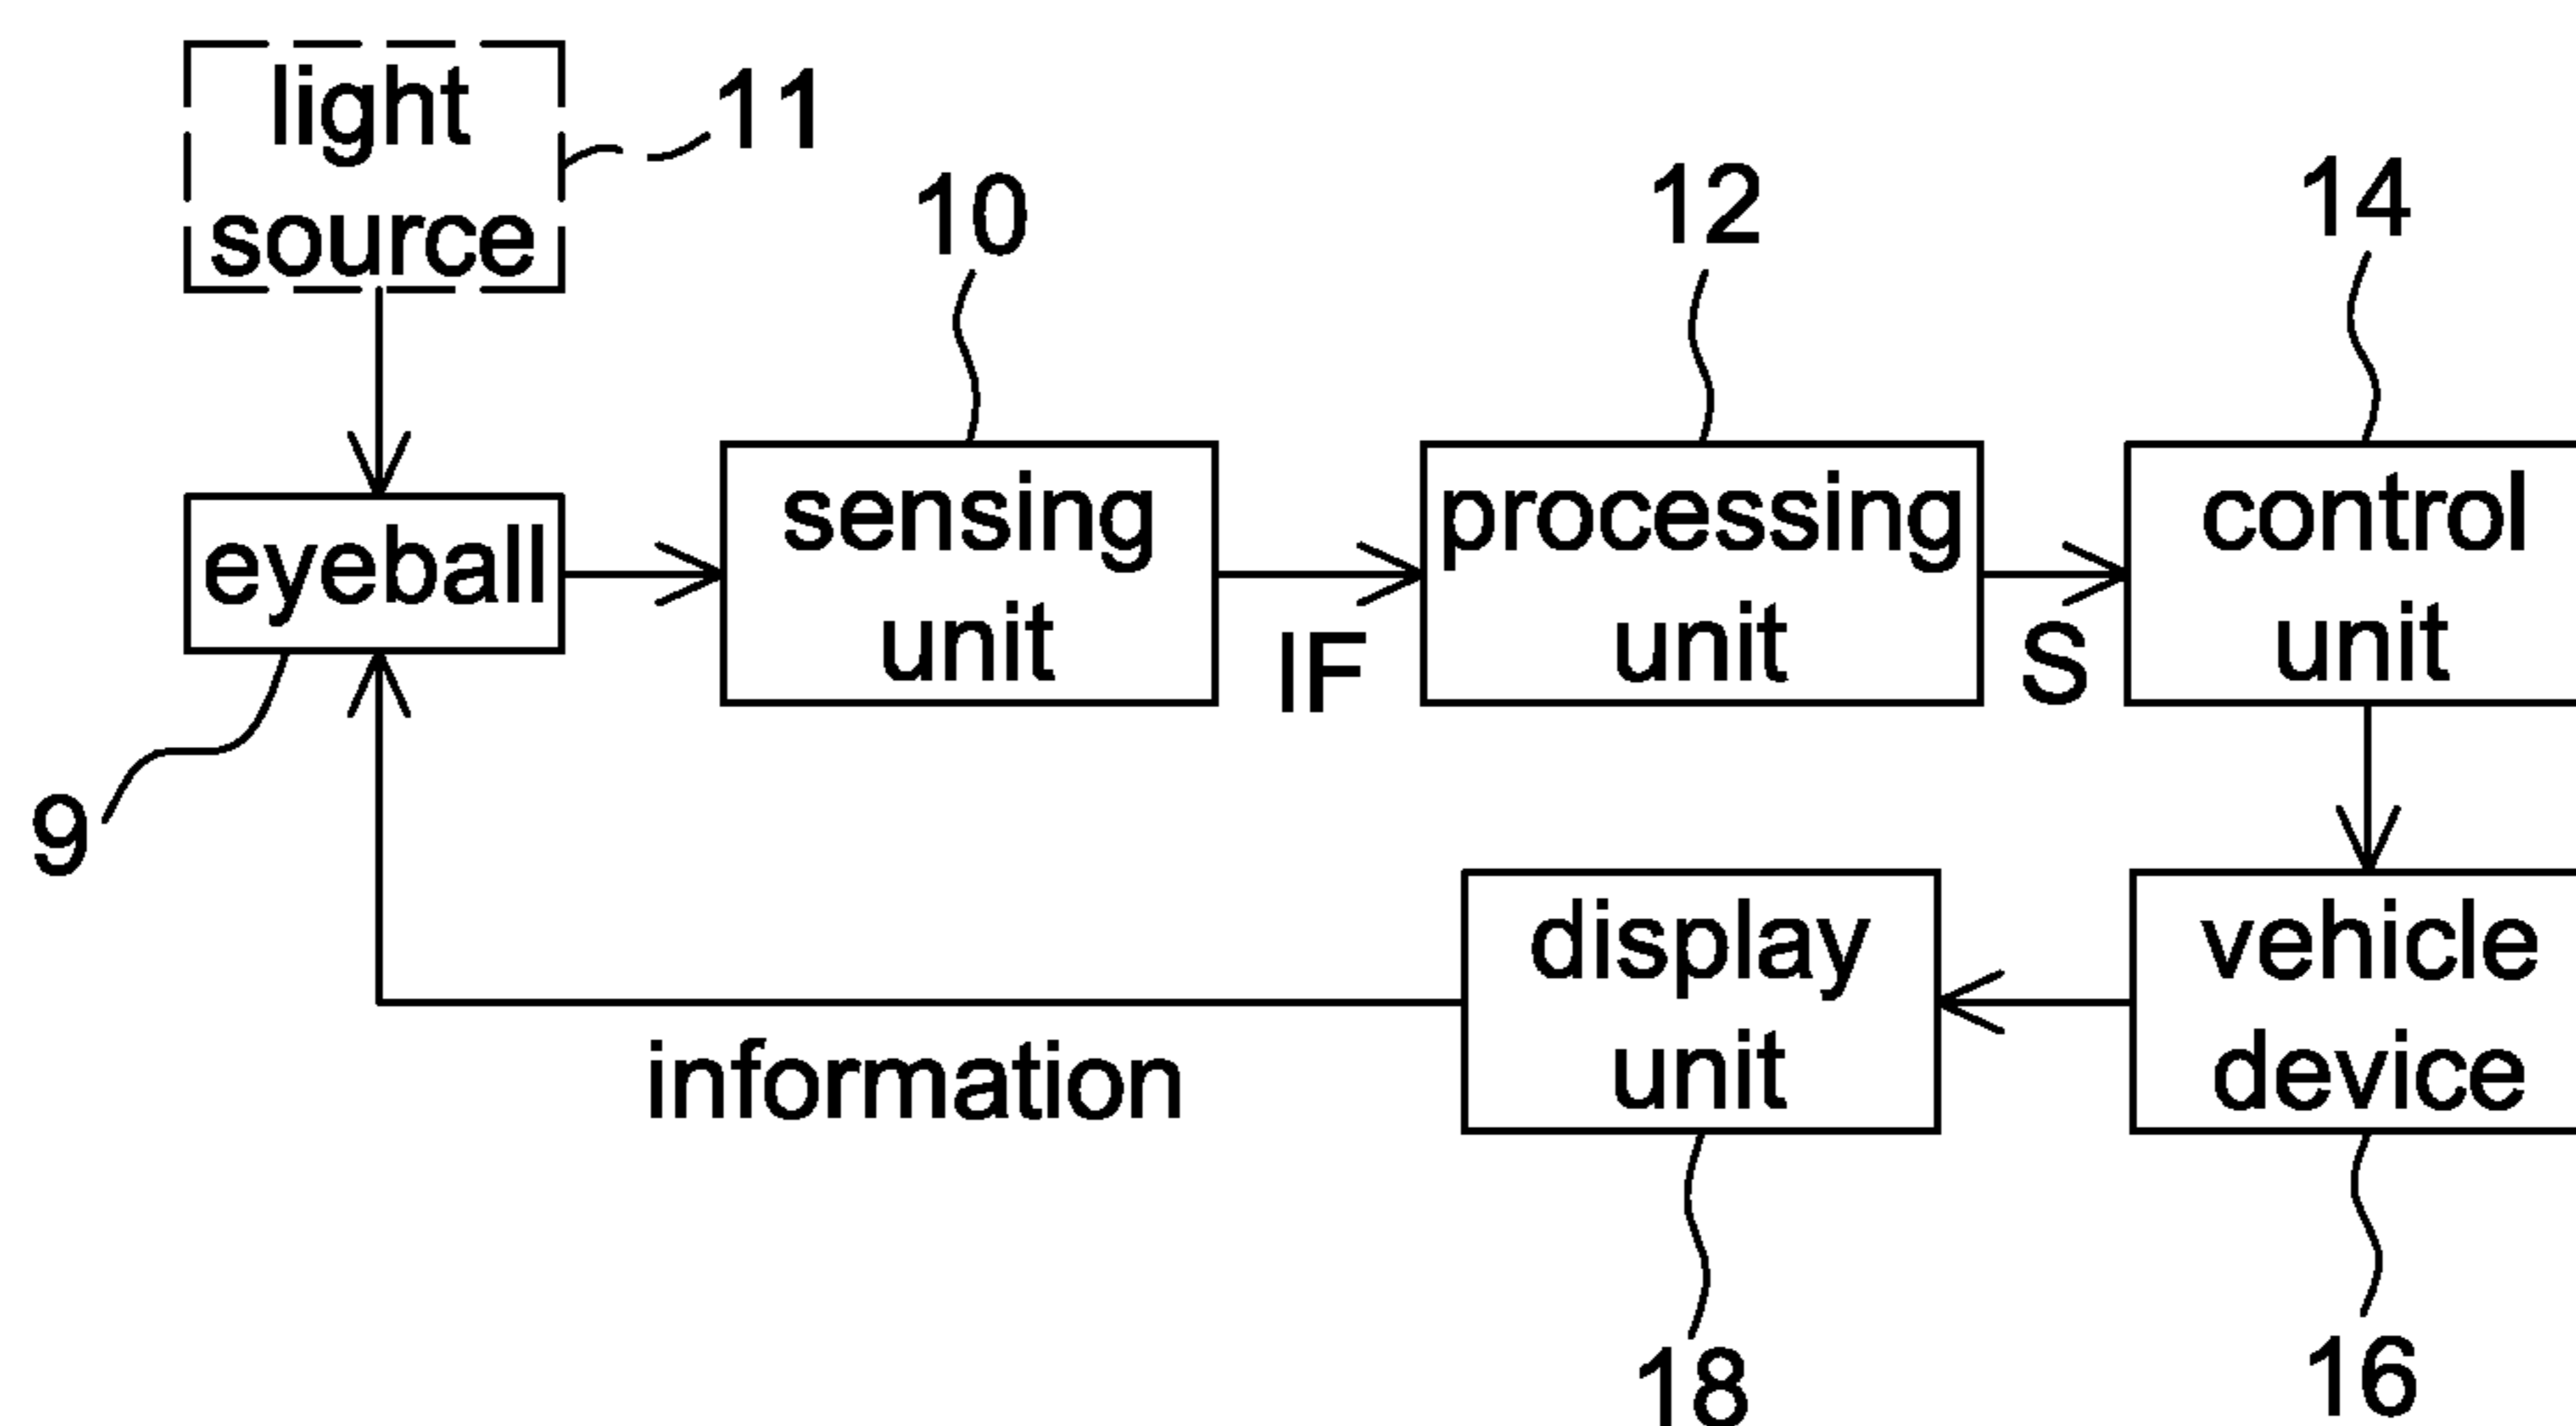 light
source
11
10
12
14
eyeball
sensing
unit
IF
processing
unit
S
control
unit
9
display
unit
vehicle
device
information
18
16